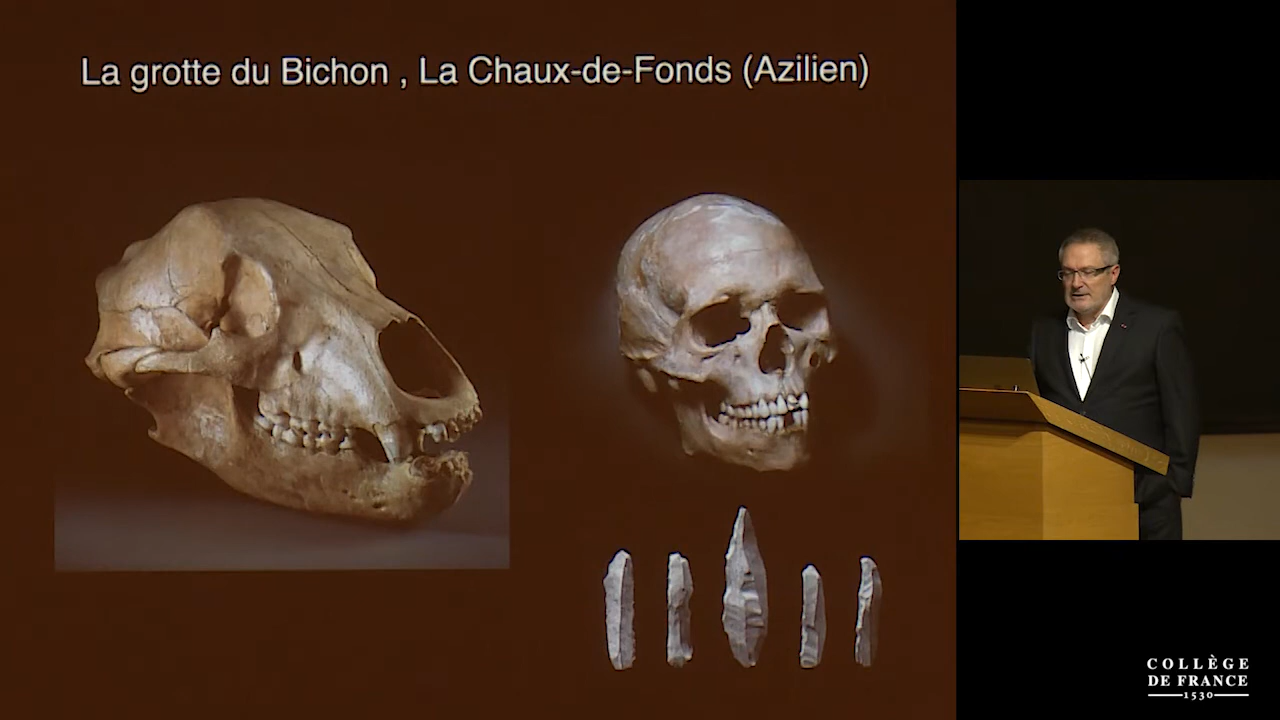 La grotte du Bichon , La Chaux-de-Fonds (Azilien)
COLLÈGE
DE FRANCE
1530